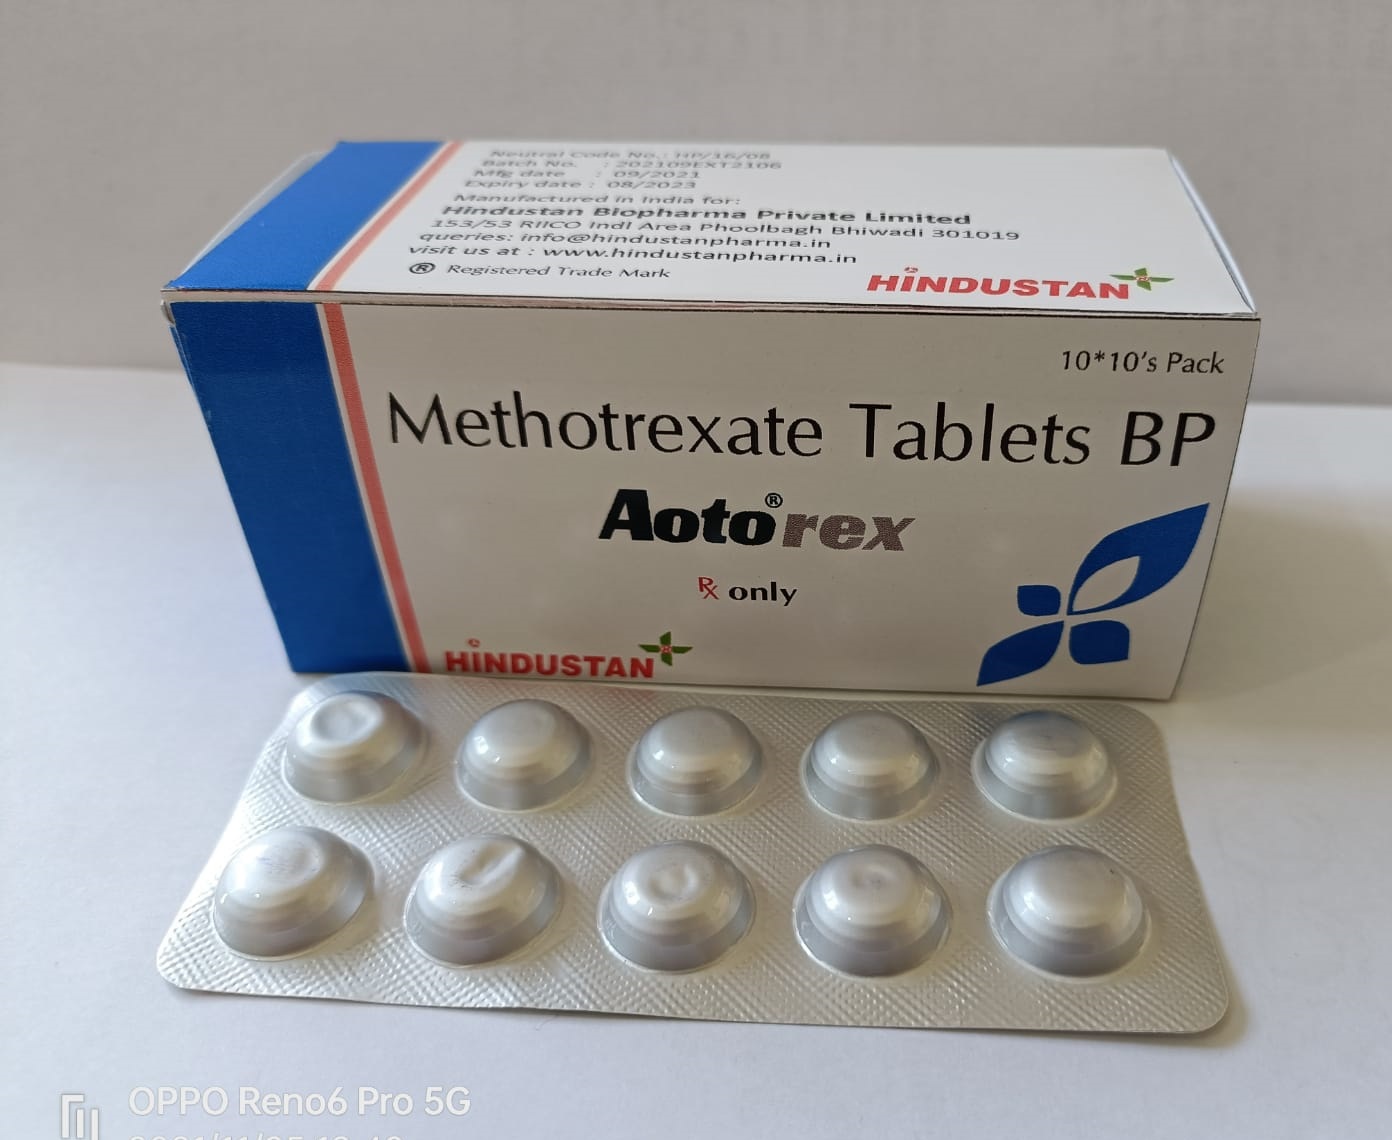 Neutral Code No.: HP/16/08
Batch No. : 202109EXT2106
Mfg date : 09/2021
Expiry date : 08/2023
Manufactured in India for:
Hindustan Biopharma Private Limited
153/53 RIICO Indl Area Phoolbagh Bhiwadi 301019
queries: info@hindustanpharma.in
visit us at : www.hindustanpharma.in
® Registered Trade Mark
HiNDUSTAN
10*10's Pack
Methotrexate Tablets BP
Aoto®rex
Rx only
HiNDUSTAN
OPPO Reno6 Pro 5G